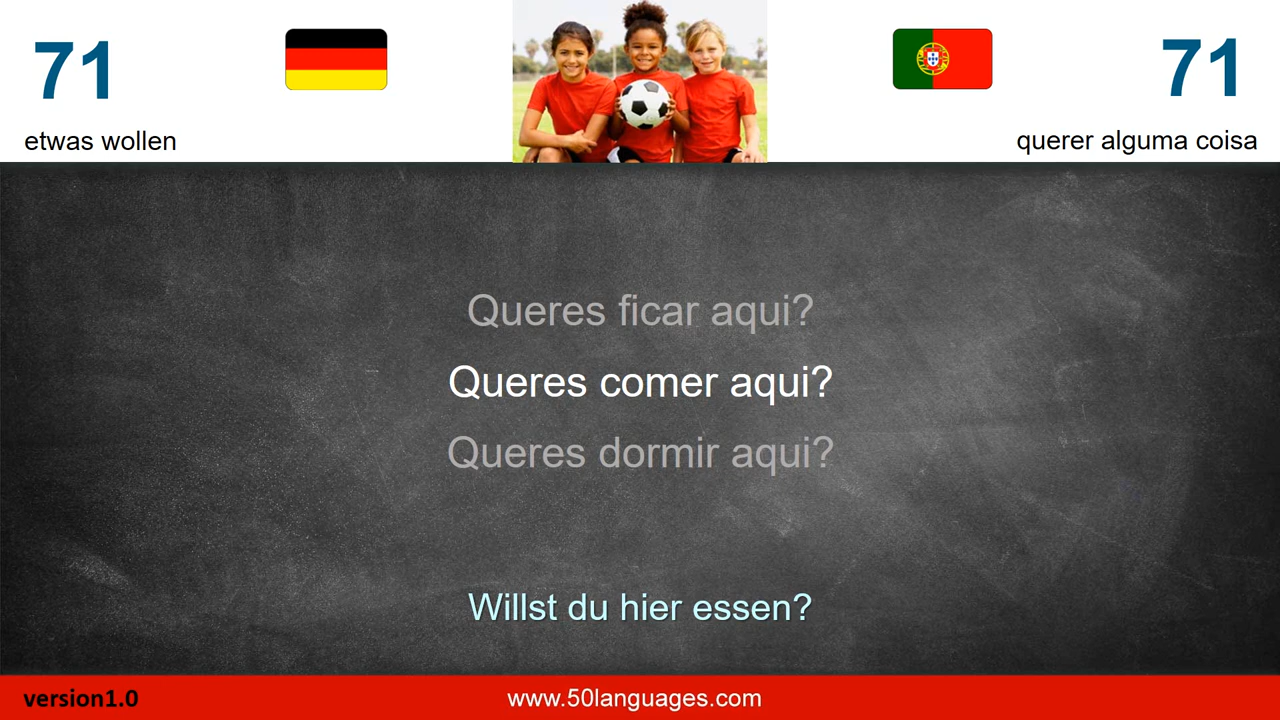 71
71
etwas wollen
querer alguma coisa
Queres ficar aqui?
Queres comer aqui?
Queres dormir aqui?
Willst du hier essen?
version1.0
www.50languages.com